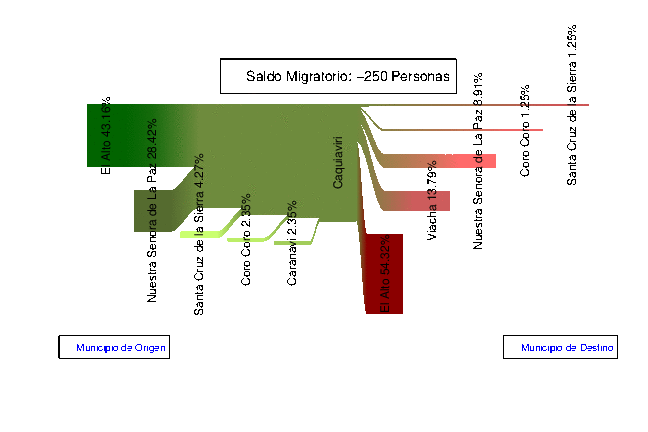 Saldo Migratorio: −250 Personas
El Alto 43.16%
Nuestra Senora de La Paz 28.42%
Santa Cruz de la Sierra 4.27%
Coro Coro 2.35%
Caranavi 2.35%
Caquiaviri
El Alto 54.32%
Viacha 13.79%
Nuestra Senora de La Paz 8.91%
Coro Coro 1.25%
Santa Cruz de la Sierra 1.25%
Municipio de Origen
Municipio de Destino